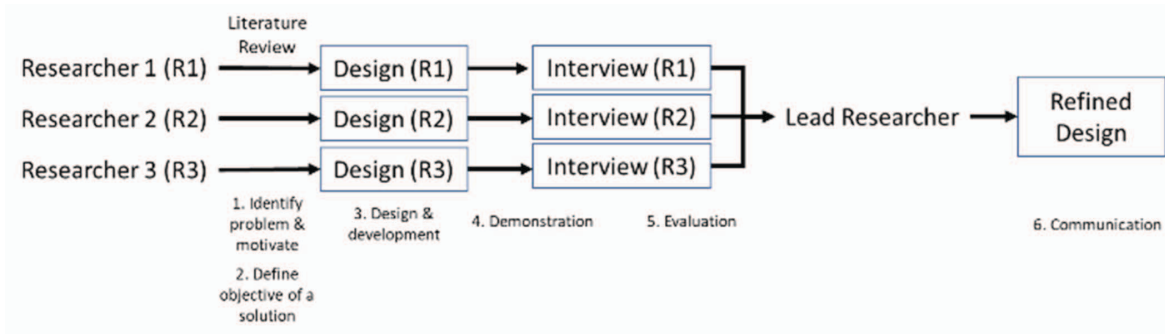 Literature
Review
Researcher 1 (R1)
Design (R1)
Interview (R1)
Researcher 2 (R2)
Design (R2)
Interview (R2)
Lead Researcher
Refined
Design
Researcher 3 (R3)
Design (R3)
Interview (R3)
1. Identify
problem &
motivate
2. Define
objective of a
solution
3. Design &
development
4. Demonstration
5. Evaluation
6. Communication